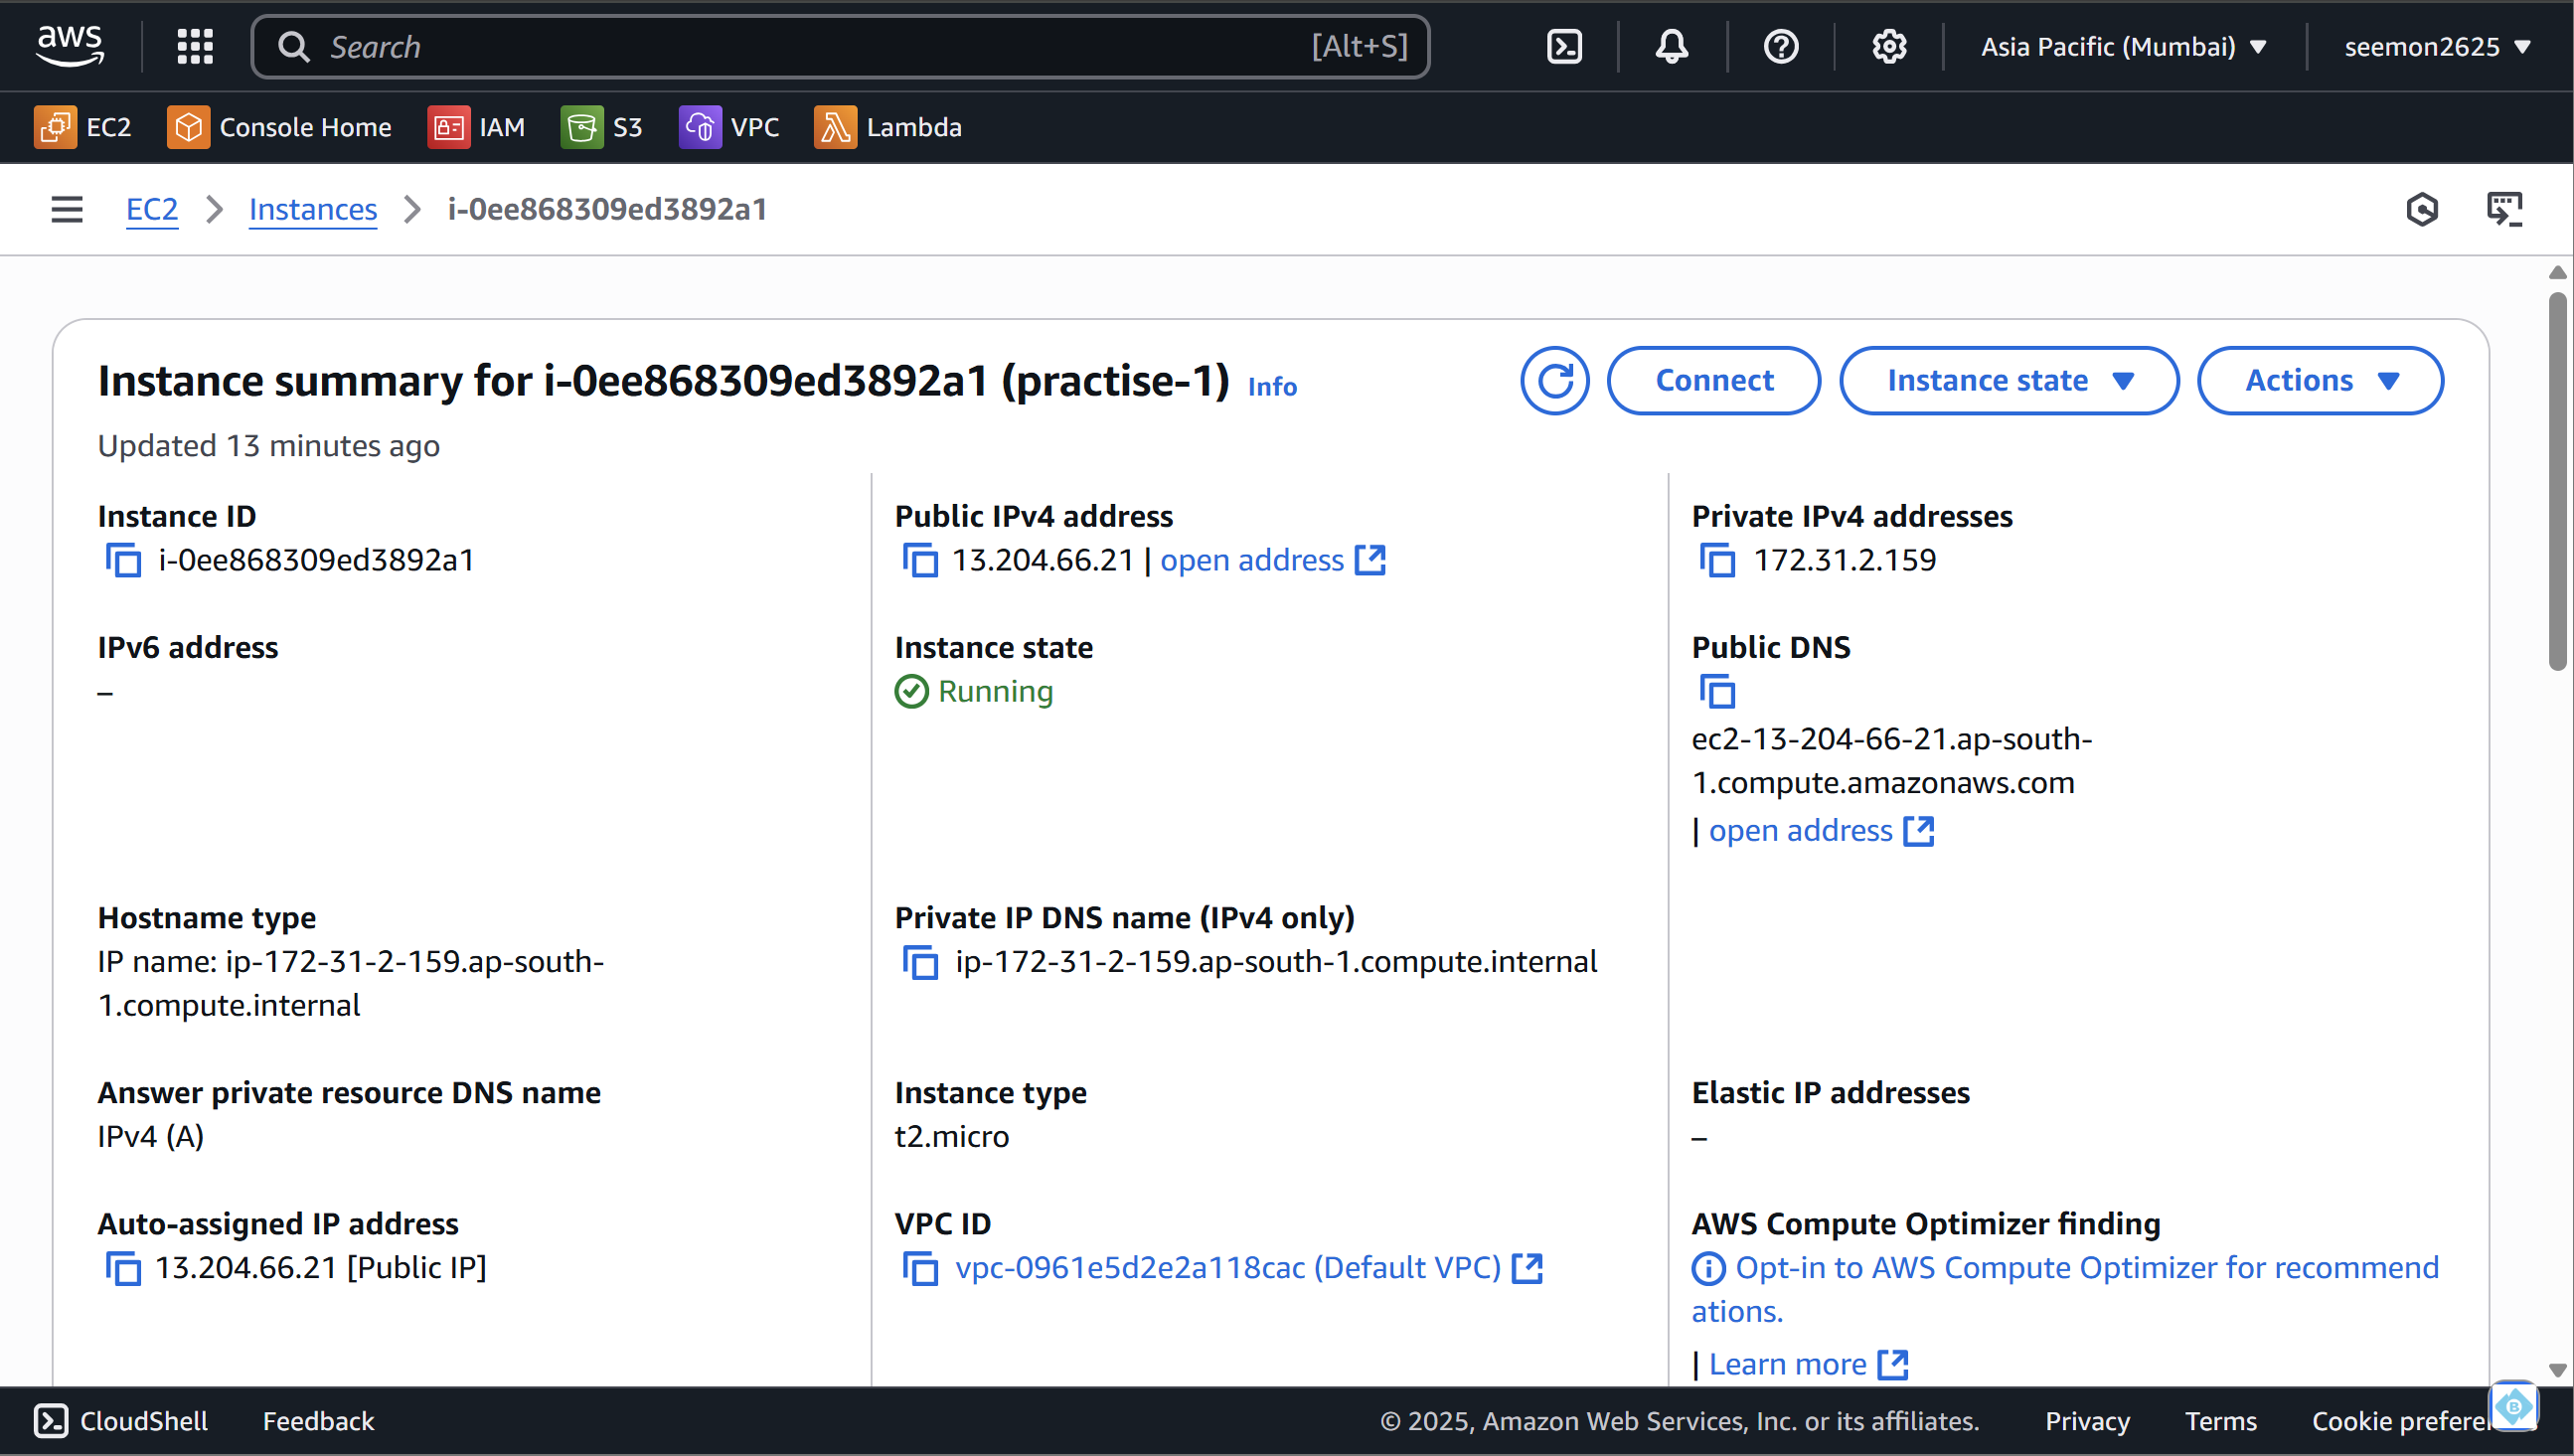 aws
Search [Alt+S]
Asia Pacific (Mumbai)
seemon2625
EC2
Console Home
IAM
S3
VPC
Lambda
EC2
Instances
i-0ee868309ed3892a1
Instance summary for i-0ee868309ed3892a1 (practise-1) Info
Connect
Instance state
Actions
Updated 13 minutes ago
Instance ID
i-0ee868309ed3892a1
Public IPv4 address
13.204.66.21 | open address
Private IPv4 addresses
172.31.2.159
IPv6 address
–
Instance state
Running
Public DNS
ec2-13-204-66-21.ap-south-
1.compute.amazonaws.com
| open address
Hostname type
IP name: ip-172-31-2-159.ap-south-
1.compute.internal
Private IP DNS name (IPv4 only)
ip-172-31-2-159.ap-south-1.compute.internal
Answer private resource DNS name
IPv4 (A)
Instance type
t2.micro
Elastic IP addresses
–
Auto-assigned IP address
13.204.66.21 [Public IP]
VPC ID
vpc-0961e5d2e2a118cac (Default VPC)
AWS Compute Optimizer finding
Opt-in to AWS Compute Optimizer for recommend
ations.
| Learn more
CloudShell
Feedback
© 2025, Amazon Web Services, Inc. or its affiliates.
Privacy
Terms
Cookie
B